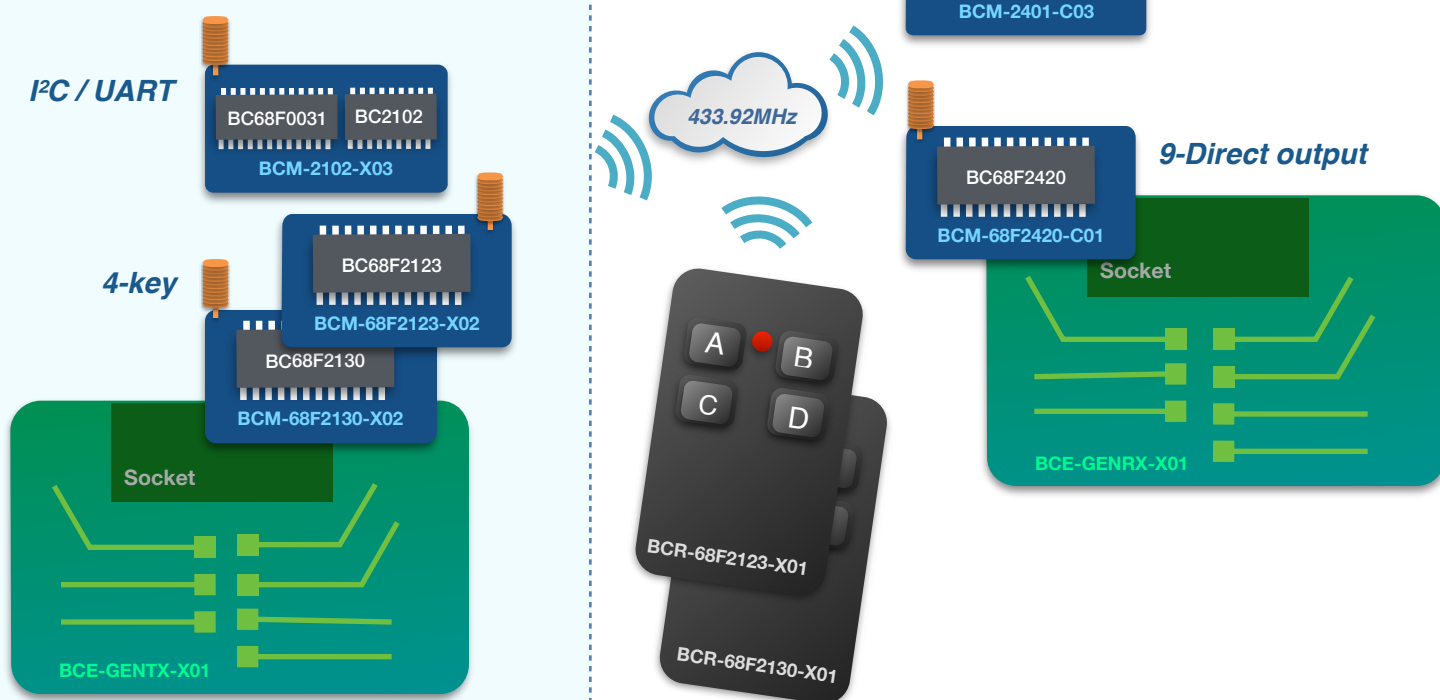 I²C / UART
BC68F0031
BC2102
BCM-2102-X03
4-key
BC68F2123
BCM-68F2123-X02
BC68F2130
BCM-68F2130-X02
Socket
BCE-GENTX-X01
433.92MHz
A
B
C
D
BCR-68F2123-X01
BCR-68F2130-X01
BCM-2401-C03
BC68F2420
BCM-68F2420-C01
9-Direct output
Socket
BCE-GENRX-X01